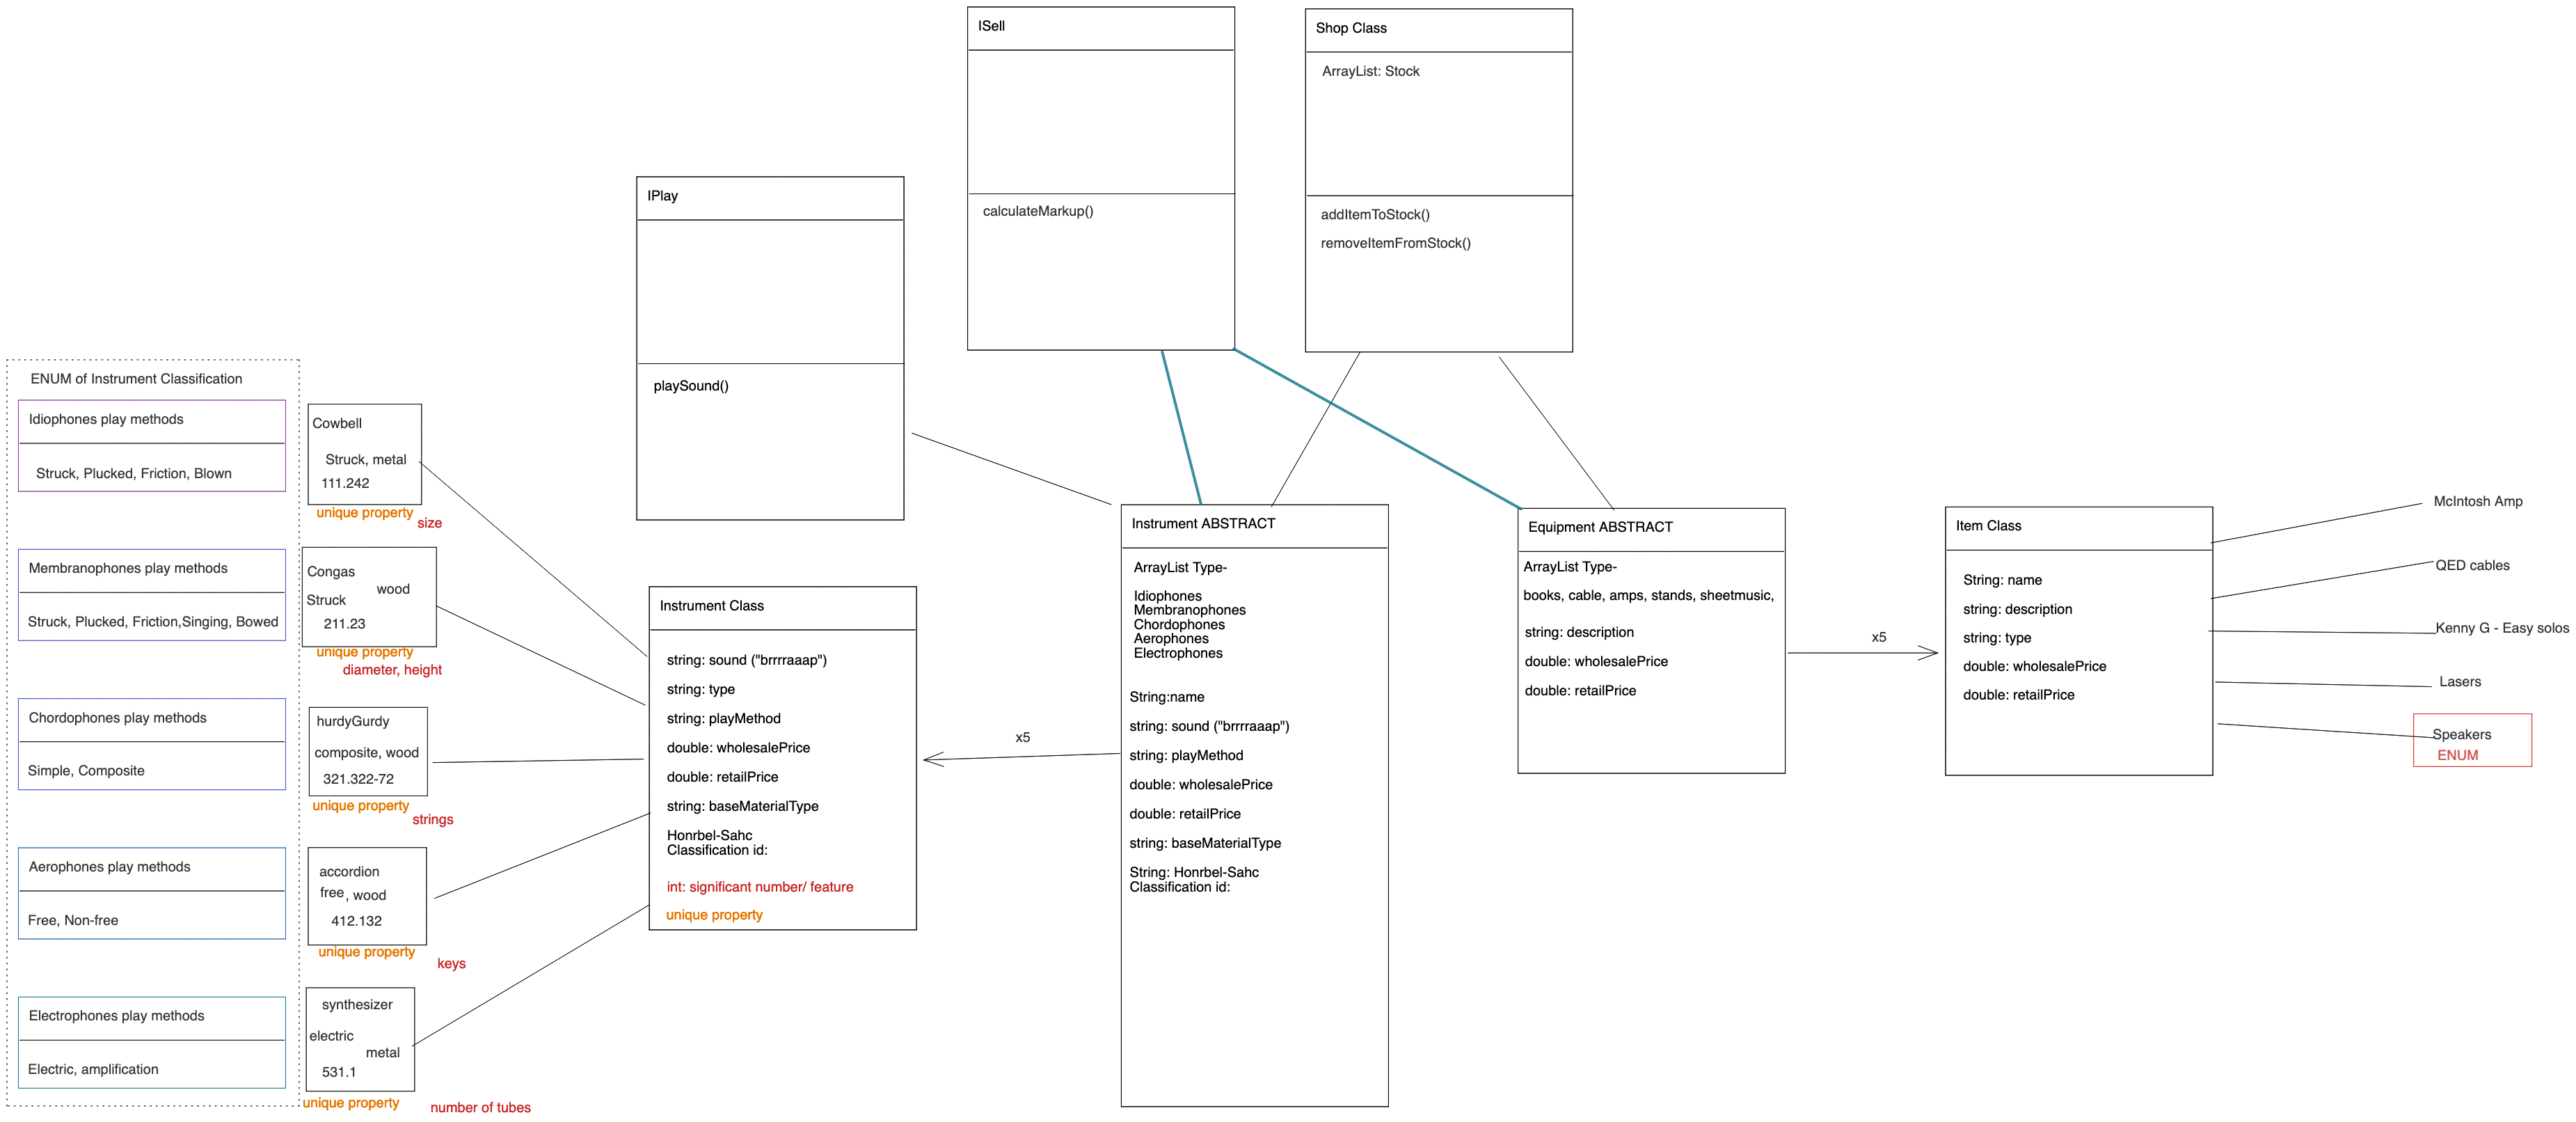 ISell
calculateMarkup()
Shop Class
ArrayList: Stock
addItemToStock()
removeItemFromStock()
IPlay
playSound()
ENUM of Instrument Classification
Idiophones play methods
Struck, Plucked, Friction, Blown
Membranophones play methods
Struck, Plucked, Friction,Singing, Bowed
Chordophones play methods
Simple, Composite
Aerophones play methods
Free, Non-free
Electrophones play methods
Electric, amplification
Cowbell
Struck, metal
111.242
unique property
size
Congas
wood
Struck
211.23
unique property
diameter, height
hurdyGurdy
composite, wood
321.322-72
unique property
strings
accordion
free, wood
412.132
unique property
keys
synthesizer
electric
metal
531.1
unique property
number of tubes
Instrument Class
string: sound ("brrrraaap")
string: type
string: playMethod
double: wholesalePrice
double: retailPrice
string: baseMaterialType
Honrbel-Sahc
Classification id:
int: significant number/ feature
unique property
x5
Instrument ABSTRACT
ArrayList Type-
Idiophones
Membranophones
Chordophones
Aerophones
Electrophones
String:name
string: sound ("brrrraaap")
string: playMethod
double: wholesalePrice
double: retailPrice
string: baseMaterialType
String: Honrbel-Sahc
Classification id:
Equipment ABSTRACT
ArrayList Type-
books, cable, amps, stands, sheetmusic,
string: description
double: wholesalePrice
double: retailPrice
x5
Item Class
String: name
string: description
string: type
double: wholesalePrice
double: retailPrice
McIntosh Amp
QED cables
Kenny G - Easy solos
Lasers
Speakers
ENUM